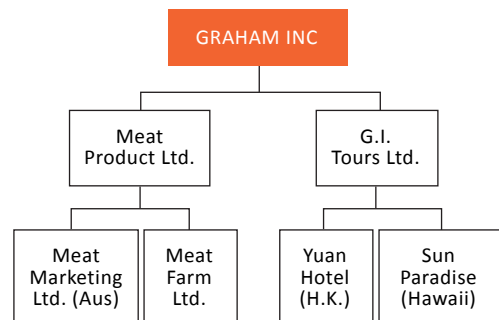 GRAHAM INC
Meat
Product Ltd.
G.I.
Tours Ltd.
Meat
Marketing
Ltd. (Aus)
Meat
Farm
Ltd.
Yuan
Hotel
(H.K.)
Sun
Paradise
(Hawaii)